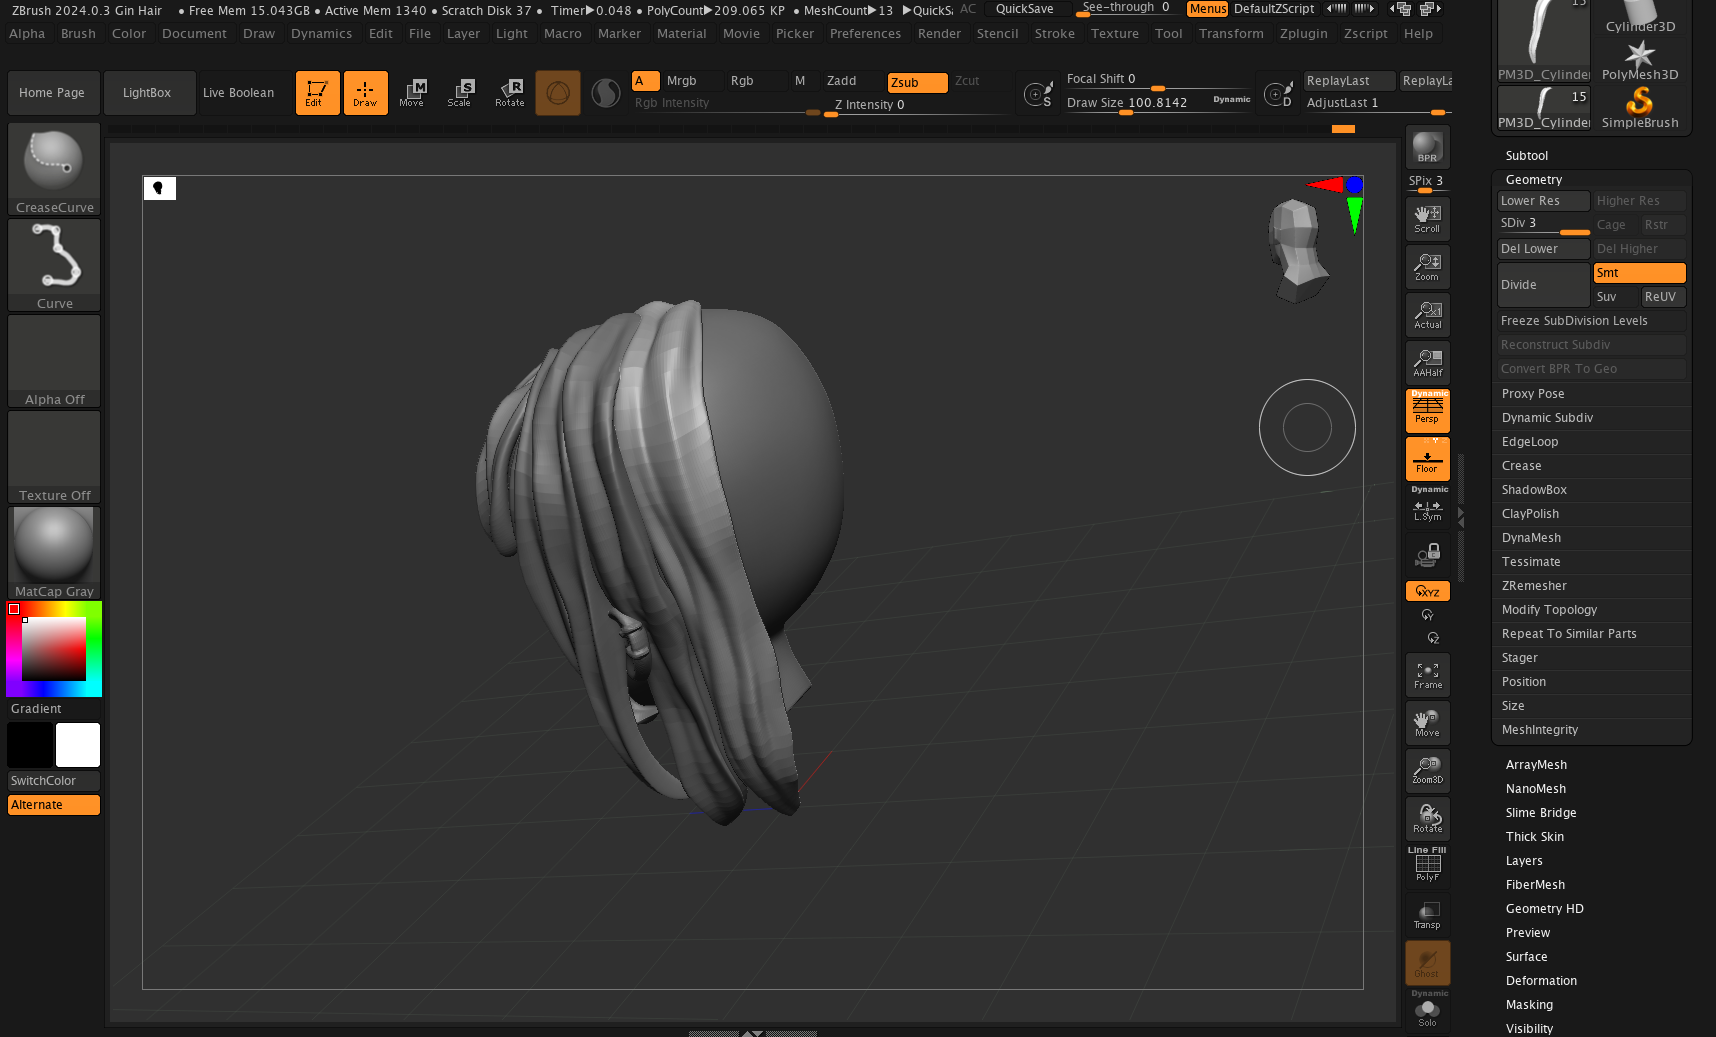 ZBrush 2024.0.3 Gin Hair • Free Mem 15.043GB • Active Mem 1340 • Scratch Disk 37 • Timer▶0.048 • PolyCount▶209.065 KP • MeshCount▶13 ▶QuickS AC QuickSave See-through 0 Menus DefaultZScript
Alpha Brush Color Document Draw Dynamics Edit File Layer Light Macro Marker Material Movie Picker Preferences Render Stencil Stroke Texture Tool Transform Zplugin Zscript Help
Home Page LightBox Live Boolean
Edit Draw Move Scale Rotate
M S R
A Mrgb Rgb M Zadd Zsub Zcut
Rgb Intensity Z Intensity 0
S
Focal Shift 0
Draw Size 100.8142 Dynamic
D
ReplayLast ReplayLa
AdjustLast 1
CreaseCurve
Curve
Alpha Off
Texture Off
MatCap Gray
Gradient
SwitchColor
Alternate
BPR
SPix 3
Scroll
Zoom
Actual
AAHalf
Dynamic
Persp
Floor
Dynamic
L.Sym
XYZ
Y
Z
Frame
Move
Zoom3D
Rotate
Line Fill
PolyF
Transp
Ghost
Dynamic
Solo
15
PM3D_Cylinder
Cylinder3D
PolyMesh3D
15
PM3D_Cylinder
SimpleBrush
Subtool
Geometry
Lower Res Higher Res
SDiv 3 Cage Rstr
Del Lower Del Higher
Divide Smt
Suv ReUV
Freeze SubDivision Levels
Reconstruct Subdiv
Convert BPR To Geo
Proxy Pose
Dynamic Subdiv
EdgeLoop
Crease
ShadowBox
ClayPolish
DynaMesh
Tessimate
ZRemesher
Modify Topology
Repeat To Similar Parts
Stager
Position
Size
MeshIntegrity
ArrayMesh
NanoMesh
Slime Bridge
Thick Skin
Layers
FiberMesh
Geometry HD
Preview
Surface
Deformation
Masking
Visibility